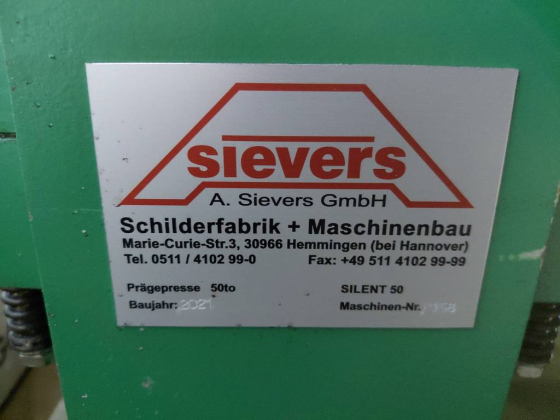 sievers
A. Sievers GmbH
Schilderfabrik + Maschinenbau
Marie-Curie-Str.3, 30966 Hemmingen (bei Hannover)
Tel. 0511 / 4102 99-0 Fax: +49 511 4102 99-99
Prägepresse 50to SILENT 50
Baujahr: 2021 Maschinen-Nr.